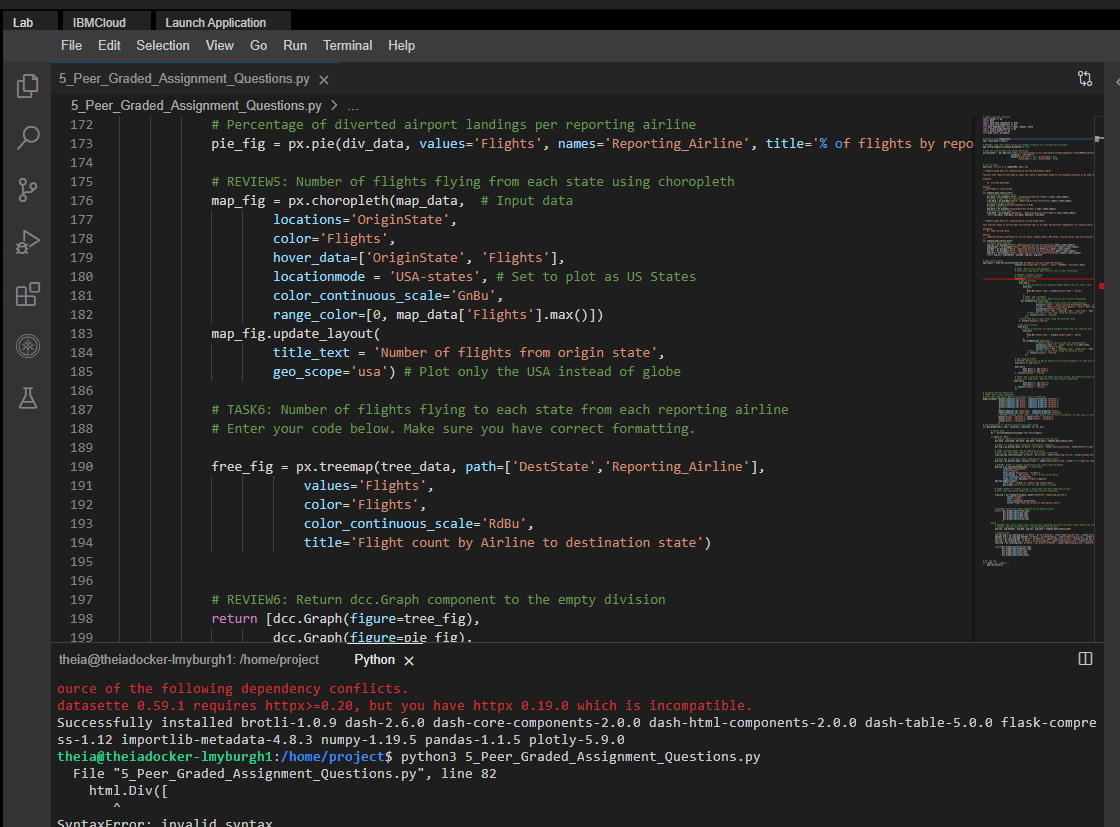 Lab IBMCloud Launch Application
File Edit Selection View Go Run Terminal Help
5_Peer_Graded_Assignment_Questions.py ×
5_Peer_Graded_Assignment_Questions.py > ...
172 # Percentage of diverted airport landings per reporting airline
173 pie_fig = px.pie(div_data, values='Flights', names='Reporting_Airline', title='% of flights by repo
174
175 # REVIEW5: Number of flights flying from each state using choropleth
176 map_fig = px.choropleth(map_data,  # Input data
177 locations='OriginState',
178 color='Flights',
179 hover_data=['OriginState', 'Flights'],
180 locationmode = 'USA-states', # Set to plot as US States
181 color_continuous_scale='GnBu',
182 range_color=[0, map_data['Flights'].max()])
183 map_fig.update_layout(
184 title_text = 'Number of flights from origin state',
185 geo_scope='usa') # Plot only the USA instead of globe
186
187 # TASK6: Number of flights flying to each state from each reporting airline
188 # Enter your code below. Make sure you have correct formatting.
189
190 free_fig = px.treemap(tree_data, path=['DestState','Reporting_Airline'],
191 values='Flights',
192 color='Flights',
193 color_continuous_scale='RdBu',
194 title='Flight count by Airline to destination state')
195
196
197 # REVIEW6: Return dcc.Graph component to the empty division
198 return [dcc.Graph(figure=tree_fig),
199 dcc.Graph(figure=pie_fig),
theia@theiadocker-lmyburgh1: /home/project Python ×
ource of the following dependency conflicts.
datasette 0.59.1 requires httpx>=0.20, but you have httpx 0.19.0 which is incompatible.
Successfully installed brotli-1.0.9 dash-2.6.0 dash-core-components-2.0.0 dash-html-components-2.0.0 dash-table-5.0.0 flask-compre
ss-1.12 importlib-metadata-4.8.3 numpy-1.19.5 pandas-1.1.5 plotly-5.9.0
theia@theiadocker-lmyburgh1:/home/project$ python3 5_Peer_Graded_Assignment_Questions.py
File "5_Peer_Graded_Assignment_Questions.py", line 82
html.Div([
^
SyntaxError: invalid syntax